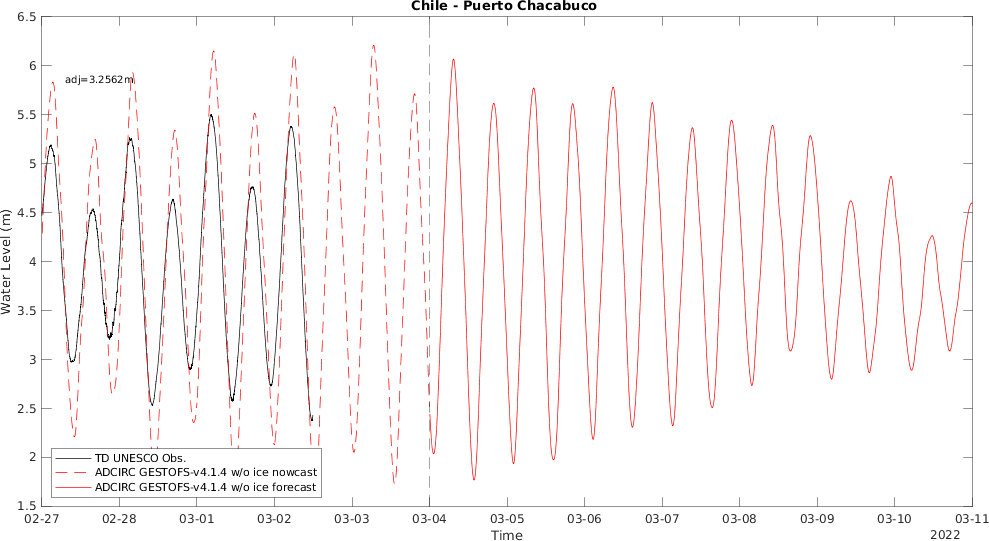 Chile - Puerto Chacabuco
6.5
6
5.5
5
4.5
4
3.5
3
2.5
2
1.5
Water Level (m)
adj=3.2562m
TD UNESCO Obs.
ADCIRC GESTOFS-v4.1.4 w/o ice nowcast
ADCIRC GESTOFS-v4.1.4 w/o ice forecast
02-27 02-28 03-01 03-02 03-03 03-04 03-05 03-06 03-07 03-08 03-09 03-10 03-11
Time
2022